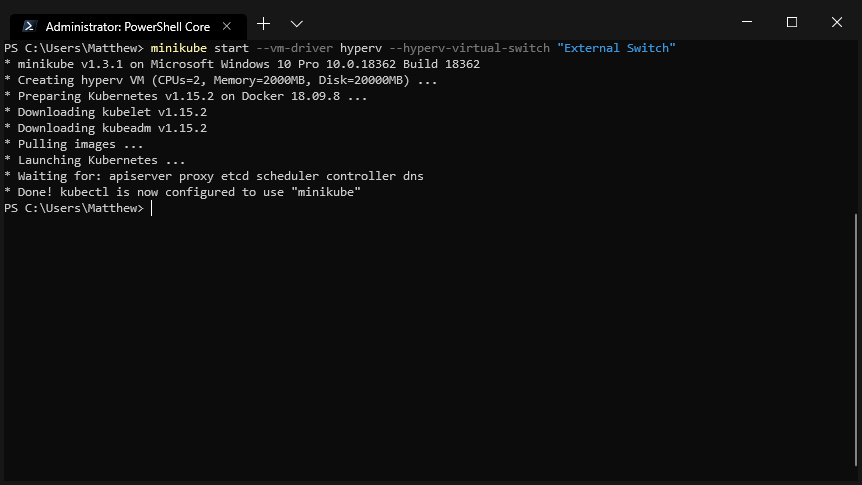 Administrator: PowerShell Core
PS C:\Users\Matthew> minikube start --vm-driver hyperv --hyperv-virtual-switch "External Switch"
* minikube v1.3.1 on Microsoft Windows 10 Pro 10.0.18362 Build 18362
* Creating hyperv VM (CPUs=2, Memory=2000MB, Disk=20000MB) ...
* Preparing Kubernetes v1.15.2 on Docker 18.09.8 ...
* Downloading kubelet v1.15.2
* Downloading kubeadm v1.15.2
* Pulling images ...
* Launching Kubernetes ...
* Waiting for: apiserver proxy etcd scheduler controller dns
* Done! kubectl is now configured to use "minikube"
PS C:\Users\Matthew>